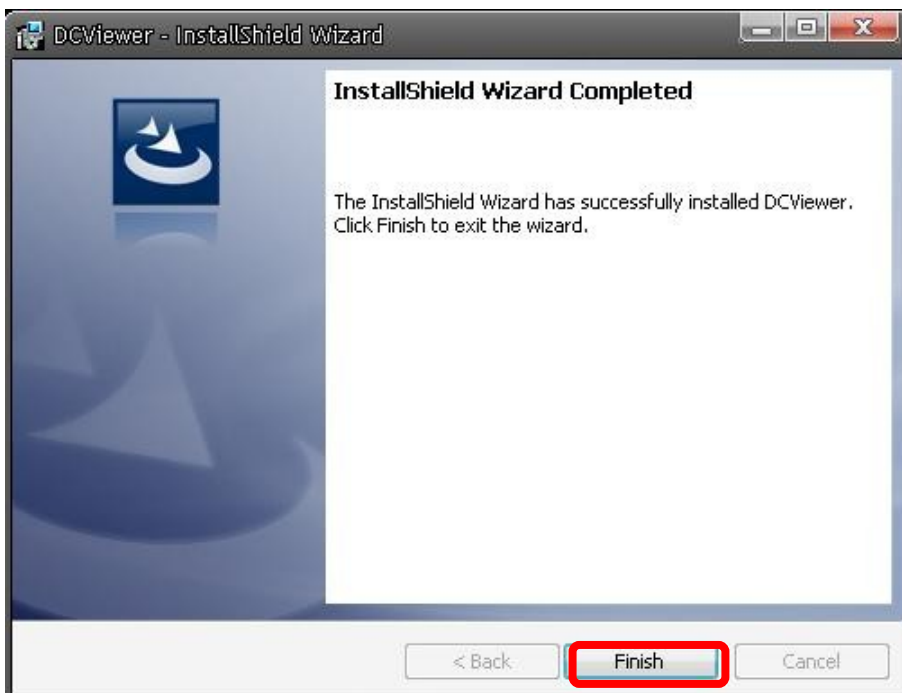 DCViewer - InstallShield Wizard
InstallShield Wizard Completed
The InstallShield Wizard has successfully installed DCViewer.
Click Finish to exit the wizard.
< Back Finish Cancel